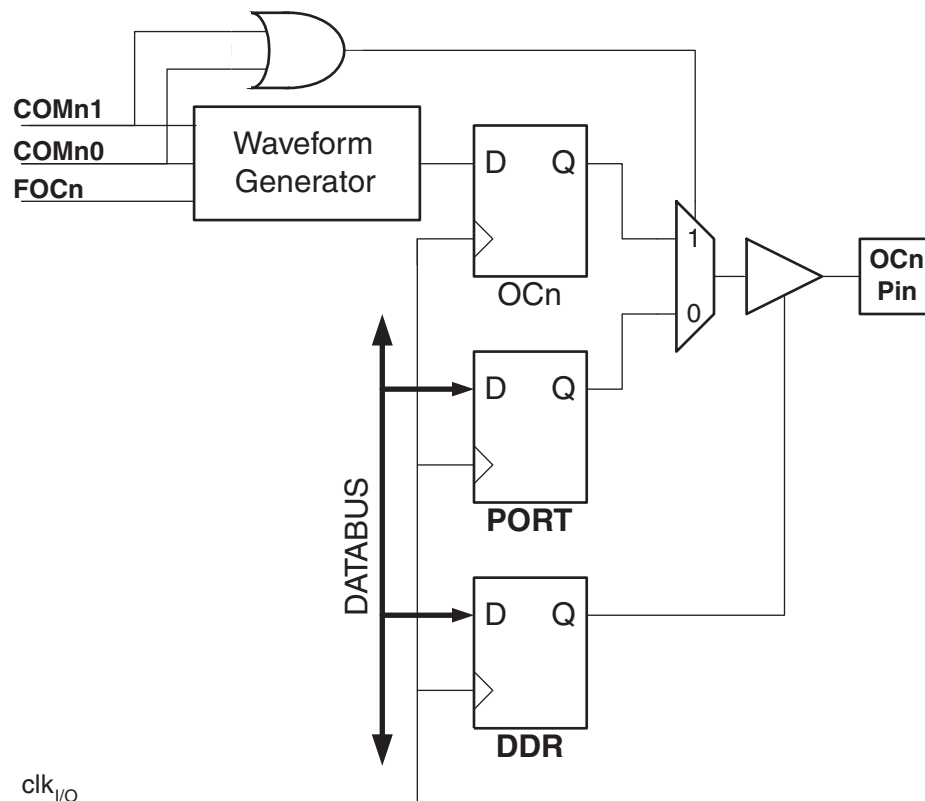 COMn1
COMn0
FOCn
Waveform
Generator
D Q
OCn
1
0
OCn
Pin
D Q
PORT
DATABUS
D Q
DDR
clkI/O